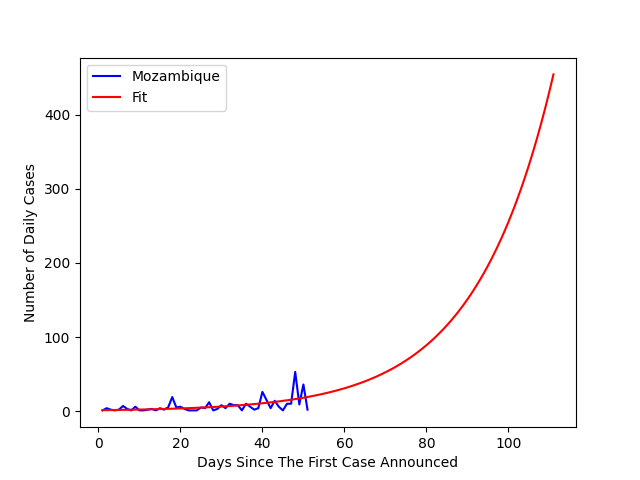 Mozambique
Fit
400
300
200
100
0
Number of Daily Cases
0 20 40 60 80 100
Days Since The First Case Announced